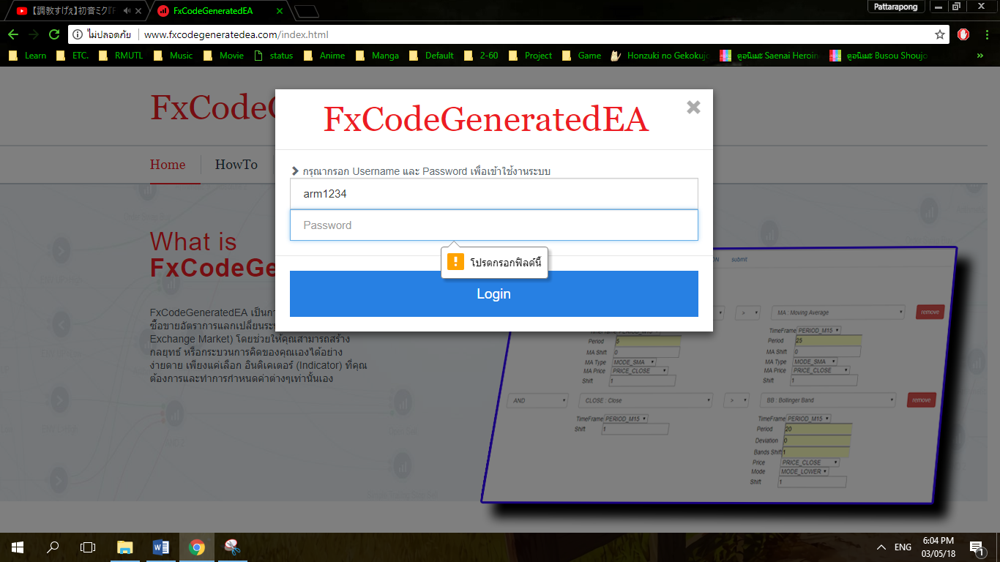 【調教すげぇ】初音ミク『F
FxCodeGeneratedEA
Pattarapong
ไม่ปลอดภัย
www.fxcodegeneratedea.com/index.html
Learn
ETC.
RMUTL
Music
Movie
status
Anime
Manga
Default
2-60
Project
Game
Honzuki no Gekokujo
ดูอนิเมะ Saenai Heroin
ดูอนิเมะ Busou Shoujo
»
FxCodeG
FxCodeGeneratedEA
Home
HowTo
กรุณากรอก Username และ Password เพื่อเข้าใช้งานระบบ
arm1234
Password
โปรดกรอกฟิลด์นี้
Login
What is
FxCodeGe
FxCodeGeneratedEA เป็นกา
ซื้อขายอัตราการแลกเปลี่ยนระห
Exchange Market) โดยช่วยให้คุณสามารถสร้าง
กลยุทธ์ หรือกระบวนการคิดของคุณเองได้อย่าง
ง่ายดาย เพียงแค่เลือก อินดิเคเตอร์ (Indicator) ที่คุณ
ต้องการและทำการกำหนดค่าต่างๆเท่านั้นเอง
ON
submit
>
MA : Moving Average
remove
TimeFrame PERIOD_M15
Period 5
MA Shift 0
MA Type MODE_SMA
MA Price PRICE_CLOSE
Shift 1
TimeFrame PERIOD_M15
Period 25
MA Shift 0
MA Type MODE_SMA
MA Price PRICE_CLOSE
Shift 1
AND
CLOSE : Close
>
BB : Bollinger Band
remove
TimeFrame PERIOD_M15
Shift 1
TimeFrame PERIOD_M15
Period 20
Deviation 0
Bands Shift 1
Price PRICE_CLOSE
Mode MODE_LOWER
Shift 1
ENG
6:04 PM
03/05/18
1